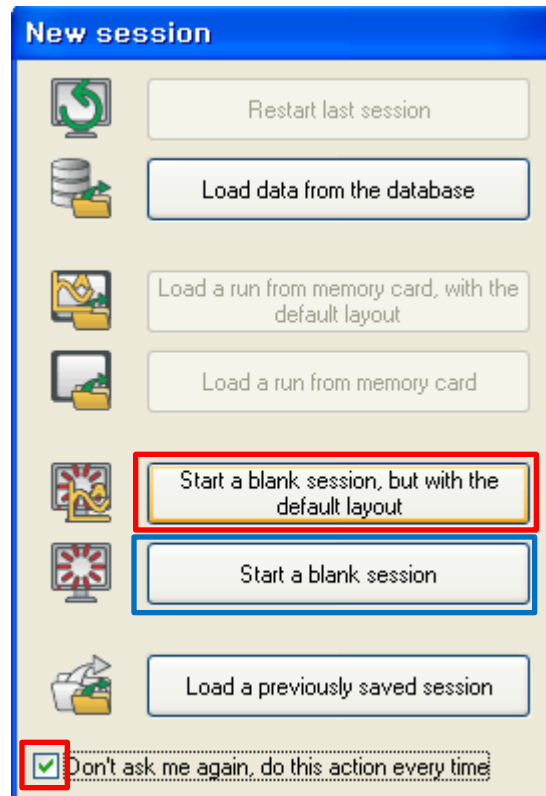 New session
Restart last session
Load data from the database
Load a run from memory card, with the
default layout
Load a run from memory card
Start a blank session, but with the
default layout
Start a blank session
Load a previously saved session
Don't ask me again, do this action every time